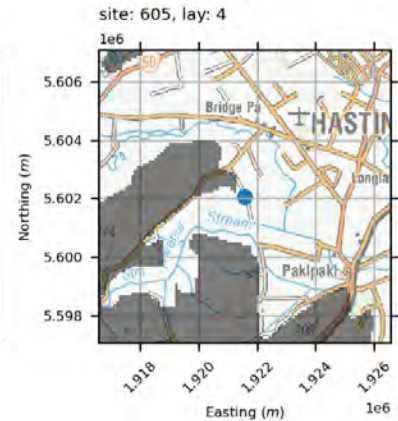 site: 605, lay: 4
1e6
50
5.606
Bridge Pa
5.604
HASTIN
Longla
5.602
Northing (m)
Stream
5.600
Pakipaki
5.598
1.918
1.920
1.922
1.924
1.926
Easting (m)
1e6